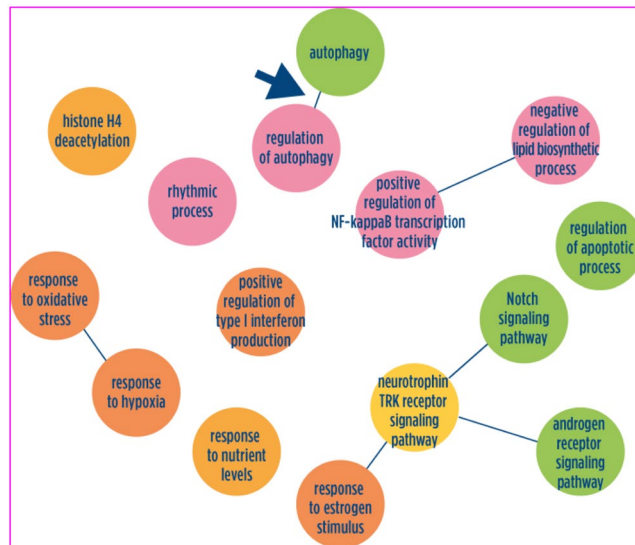 autophagy
histone H4
deacetylation
regulation
of autophagy
negative
regulation of
lipid biosynthetic
process
rhythmic
process
positive
regulation of
NF-kappaB transcription
factor activity
regulation
of apoptotic
process
response
to oxidative
stress
positive
regulation of
type I interferon
production
Notch
signaling
pathway
response
to hypoxia
neurotrophin
TRK receptor
signaling
pathway
androgen
receptor
signaling
pathway
response
to nutrient
levels
response
to estrogen
stimulus